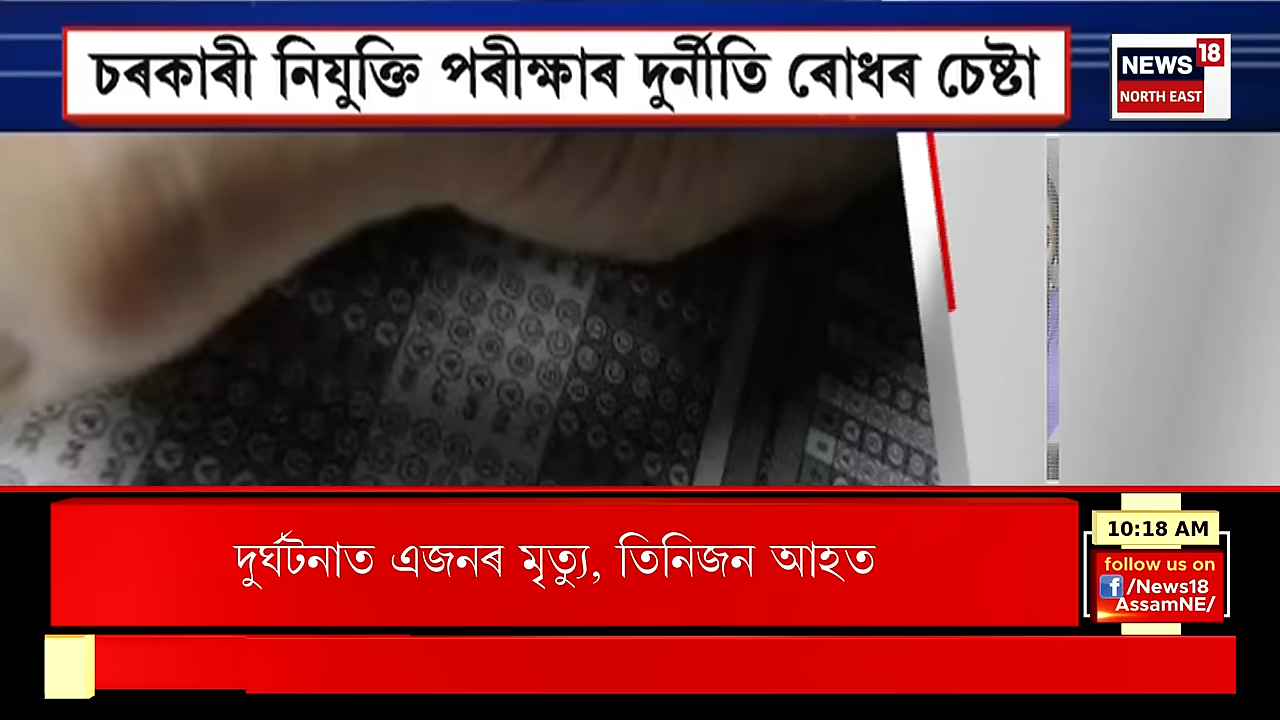 চৰকাৰী নিযুক্তি পৰীক্ষাৰ দুৰ্নীতি ৰোধৰ চেষ্টা
NEWS 18
NORTH EAST
দুৰ্ঘটনাত এজনৰ মৃত্যু, তিনিজন আহত
10:18 AM
follow us on
f /News18
AssamNE/